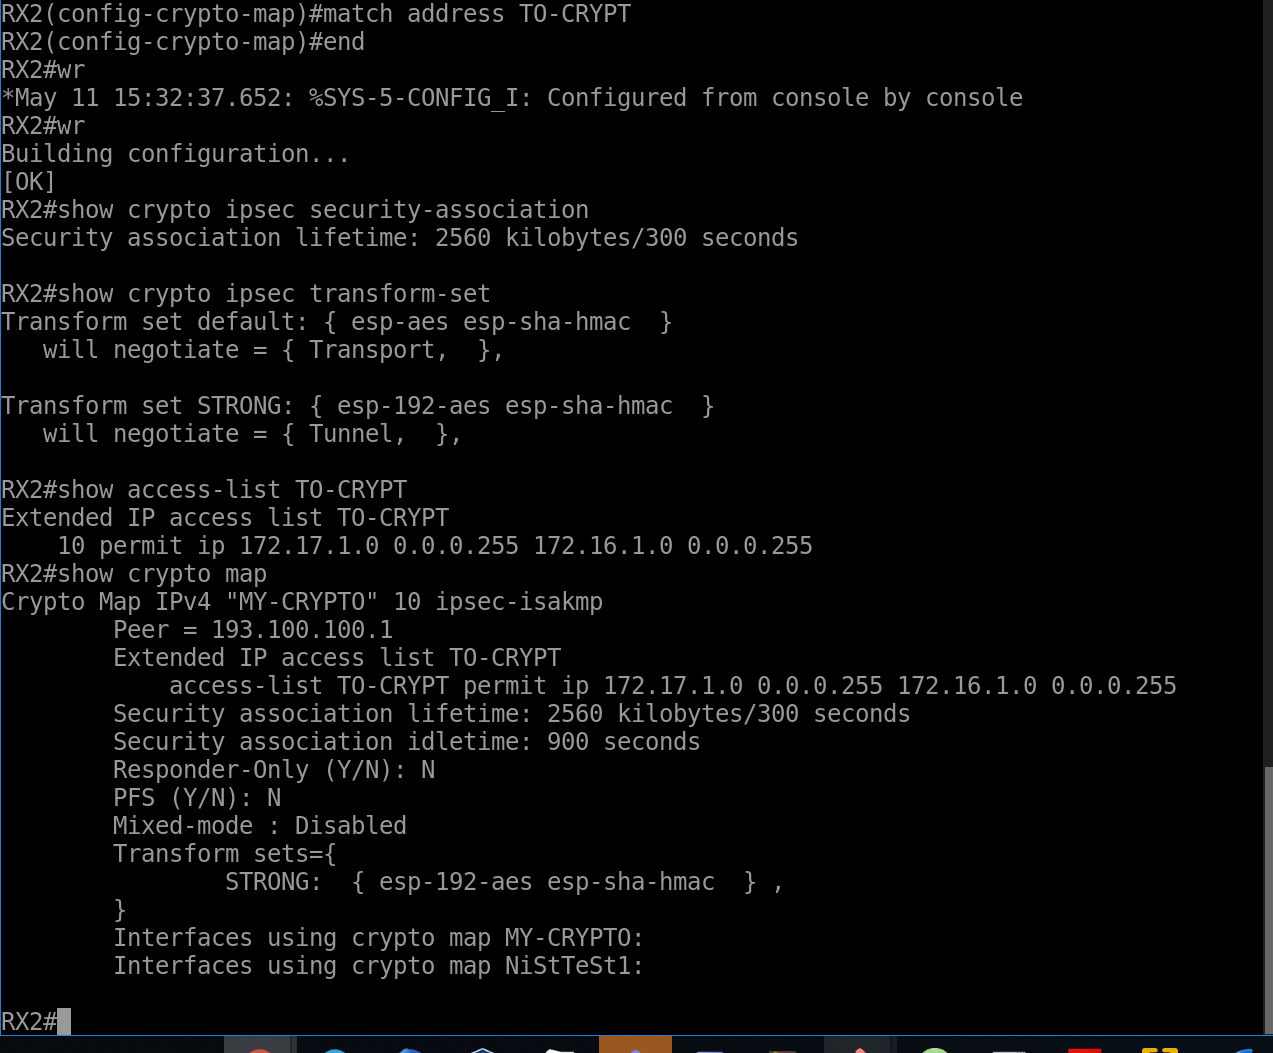 RX2(config-crypto-map)#match address TO-CRYPT
RX2(config-crypto-map)#end
RX2#wr
*May 11 15:32:37.652: %SYS-5-CONFIG_I: Configured from console by console
RX2#wr
Building configuration...
[OK]
RX2#show crypto ipsec security-association
Security association lifetime: 2560 kilobytes/300 seconds
RX2#show crypto ipsec transform-set
Transform set default: { esp-aes esp-sha-hmac  }
   will negotiate = { Transport,  },
Transform set STRONG: { esp-192-aes esp-sha-hmac  }
   will negotiate = { Tunnel,  },
RX2#show access-list TO-CRYPT
Extended IP access list TO-CRYPT
    10 permit ip 172.17.1.0 0.0.0.255 172.16.1.0 0.0.0.255
RX2#show crypto map
Crypto Map IPv4 "MY-CRYPTO" 10 ipsec-isakmp
        Peer = 193.100.100.1
        Extended IP access list TO-CRYPT
            access-list TO-CRYPT permit ip 172.17.1.0 0.0.0.255 172.16.1.0 0.0.0.255
        Security association lifetime: 2560 kilobytes/300 seconds
        Security association idletime: 900 seconds
        Responder-Only (Y/N): N
        PFS (Y/N): N
        Mixed-mode : Disabled
        Transform sets={
                STRONG:  { esp-192-aes esp-sha-hmac  } ,
        }
        Interfaces using crypto map MY-CRYPTO:
        Interfaces using crypto map NiStTeSt1:
RX2#